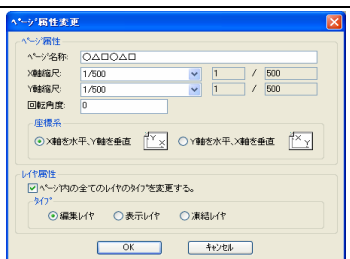 ページ属性変更
ページ属性
ページ名称: ○△□○△□
X軸縮尺: 1/500 1 / 500
Y軸縮尺: 1/500 1 / 500
回転角度: 0
座標系
X軸を水平、Y軸を垂直 Y X Y軸を水平、X軸を垂直 X Y
レイヤ属性
ページ内の全てのレイヤのタイプを変更する。
タイプ
編集レイヤ 表示レイヤ 凍結レイヤ
OK キャンセル